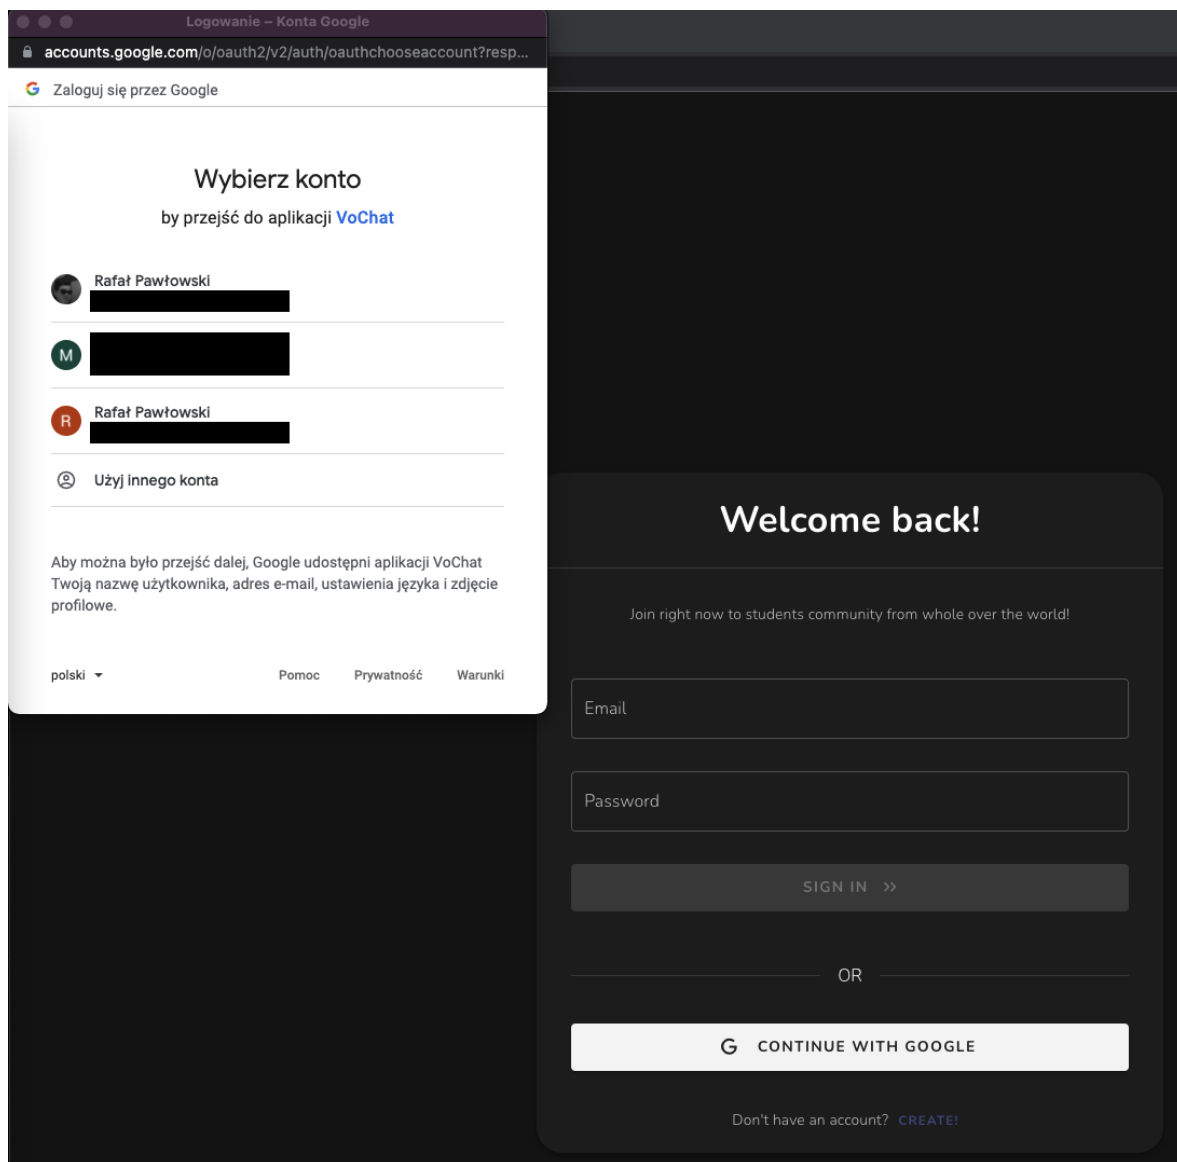 Logowanie – Konta Google
accounts.google.com/o/oauth2/v2/auth/oauthchooseaccount?resp...
Zaloguj się przez Google
Wybierz konto
by przejść do aplikacji VoChat
Rafał Pawłowski
M
Rafał Pawłowski
R
Użyj innego konta
Aby można było przejść dalej, Google udostępni aplikacji VoChat
Twoją nazwę użytkownika, adres e-mail, ustawienia języka i zdjęcie
profilowe.
polski
Pomoc Prywatność Warunki
Welcome back!
Join right now to students community from whole over the world!
Email
Password
SIGN IN
OR
G CONTINUE WITH GOOGLE
Don't have an account? CREATE!